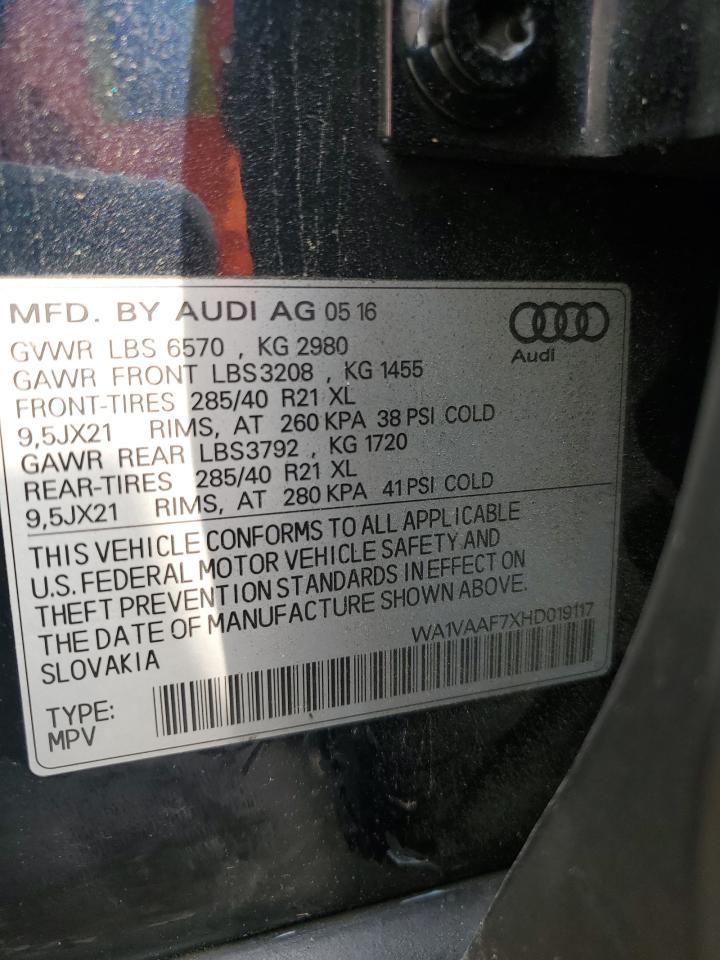 MFD. BY AUDI AG 05 16
Audi
GVWR LBS 6570 , KG 2980
GAWR FRONT LBS3208 , KG 1455
FRONT-TIRES 285/40 R21 XL
9,5JX21 RIMS, AT 260 KPA 38 PSI COLD
GAWR REAR LBS3792 , KG 1720
REAR-TIRES 285/40 R21 XL
9,5JX21 RIMS, AT 280 KPA 41PSI COLD
THIS VEHICLE CONFORMS TO ALL APPLICABLE
U.S. FEDERAL MOTOR VEHICLE SAFETY AND
THEFT PREVENTION STANDARDS IN EFFECT ON
THE DATE OF MANUFACTURE SHOWN ABOVE.
SLOVAKIA
WA1VAAF7XHD019117
TYPE:
MPV